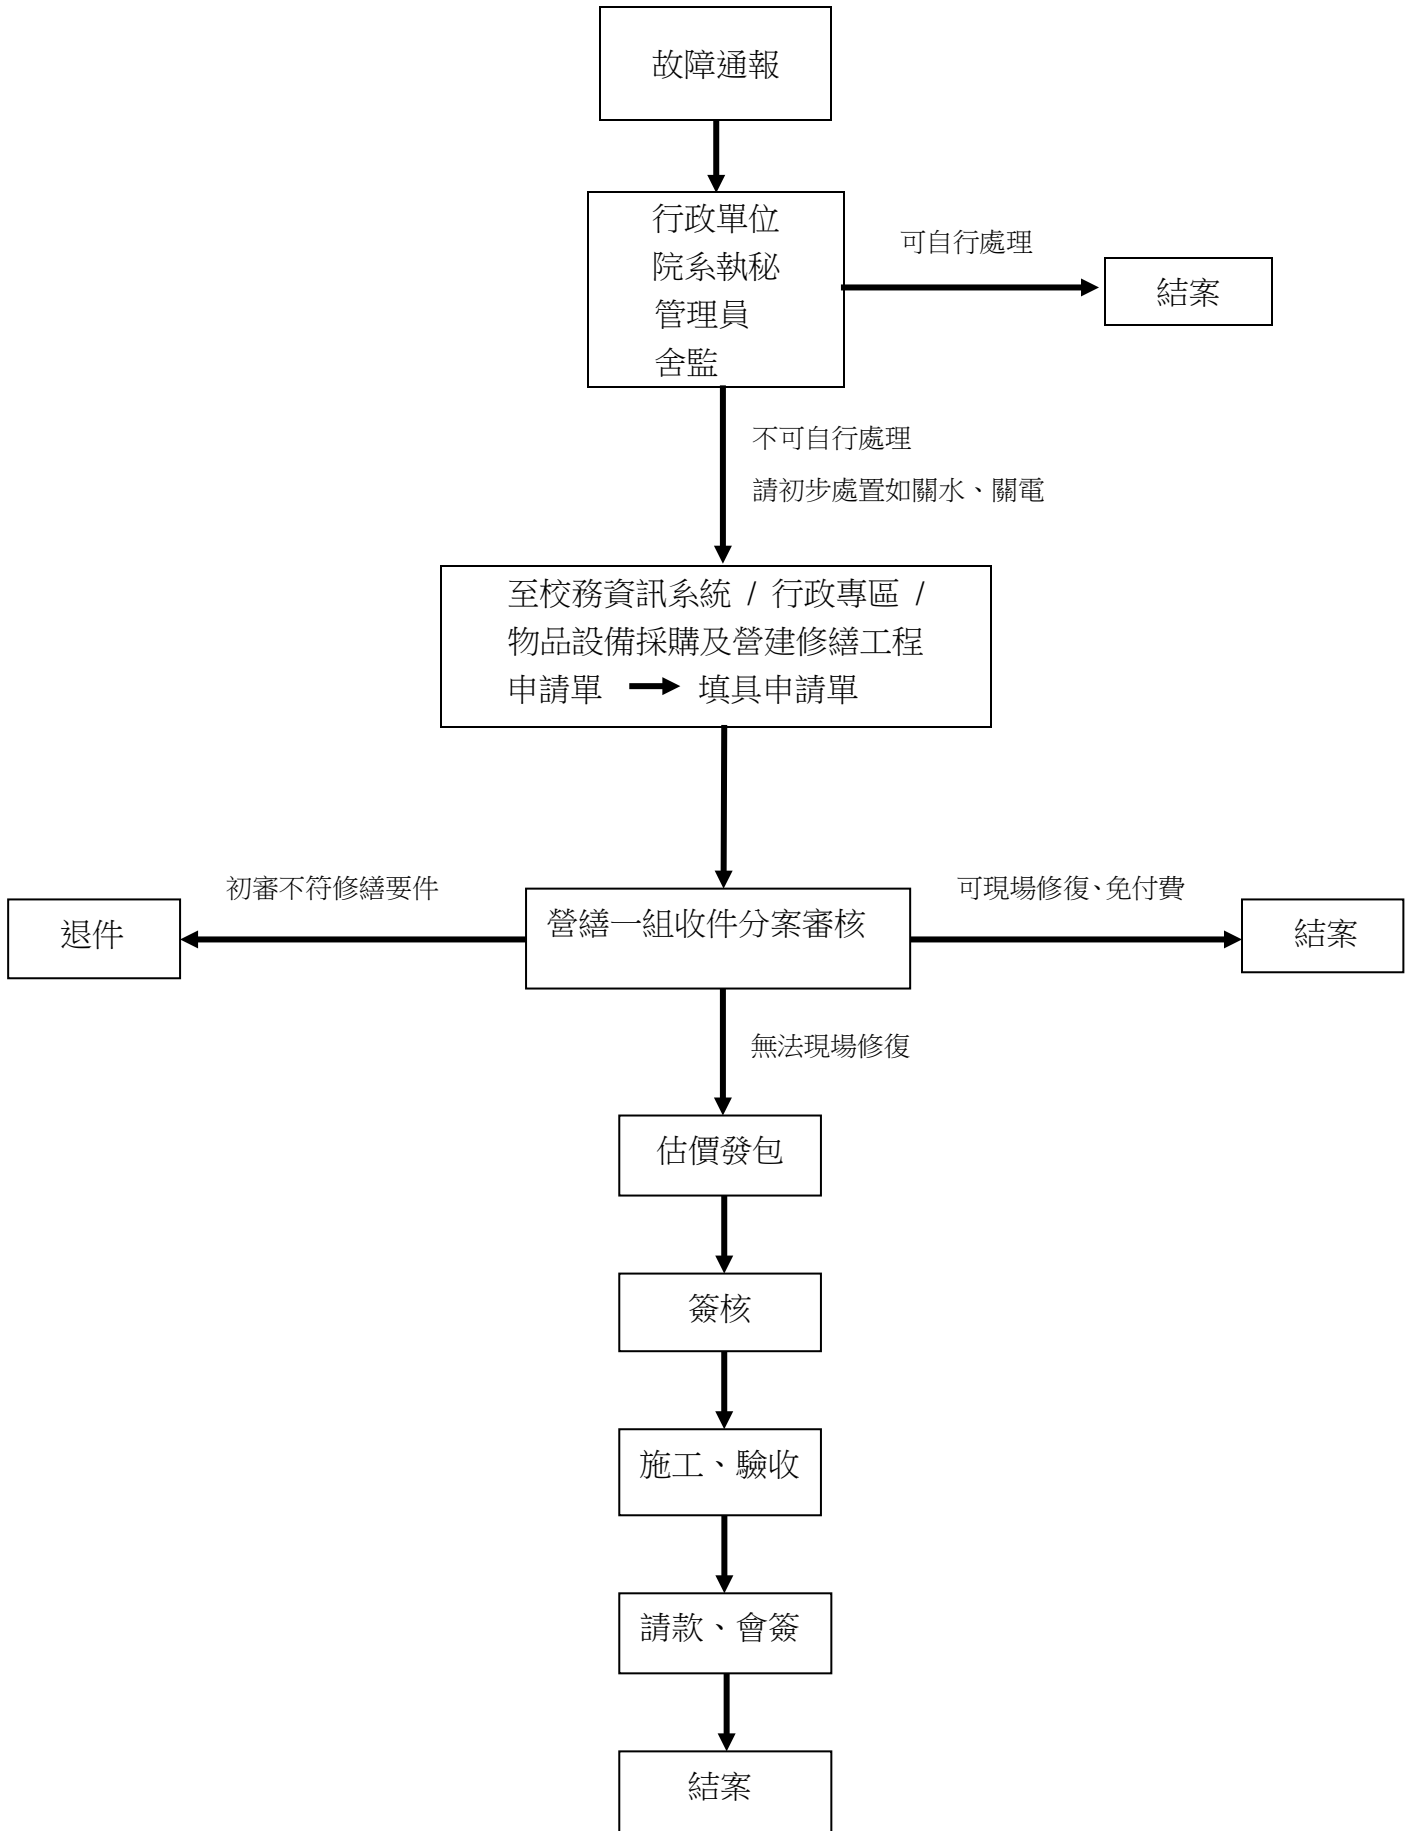 故障通報
行政單位
院系執秘
管理員
舍監
可自行處理
結案
不可自行處理
請初步處置如關水、關電
至校務資訊系統 / 行政專區 /
物品設備採購及營建修繕工程
申請單 → 填具申請單
初審不符修繕要件
退件
營繕一組收件分案審核
可現場修復、免付費
結案
無法現場修復
估價發包
簽核
施工、驗收
請款、會簽
結案